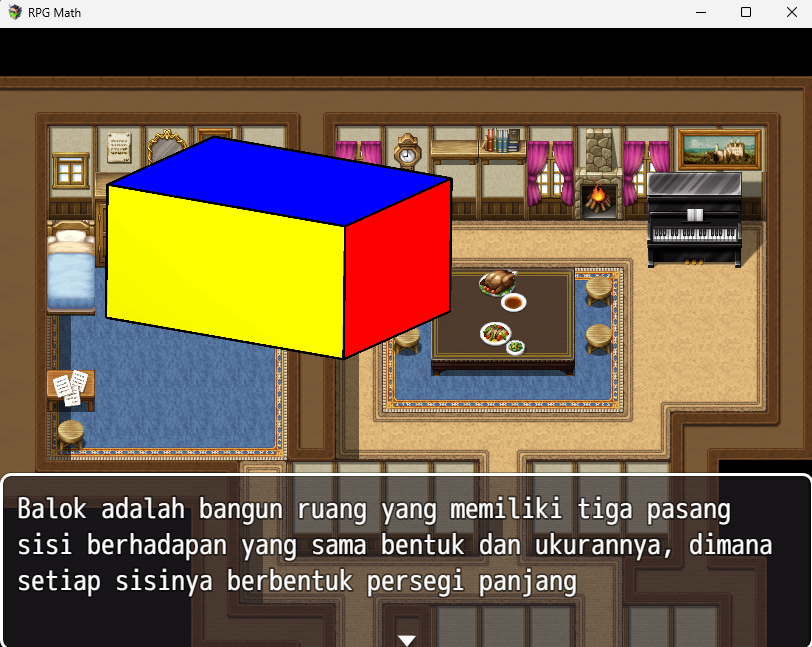 RPG Math
Balok adalah bangun ruang yang memiliki tiga pasang
sisi berhadapan yang sama bentuk dan ukurannya, dimana
setiap sisinya berbentuk persegi panjang